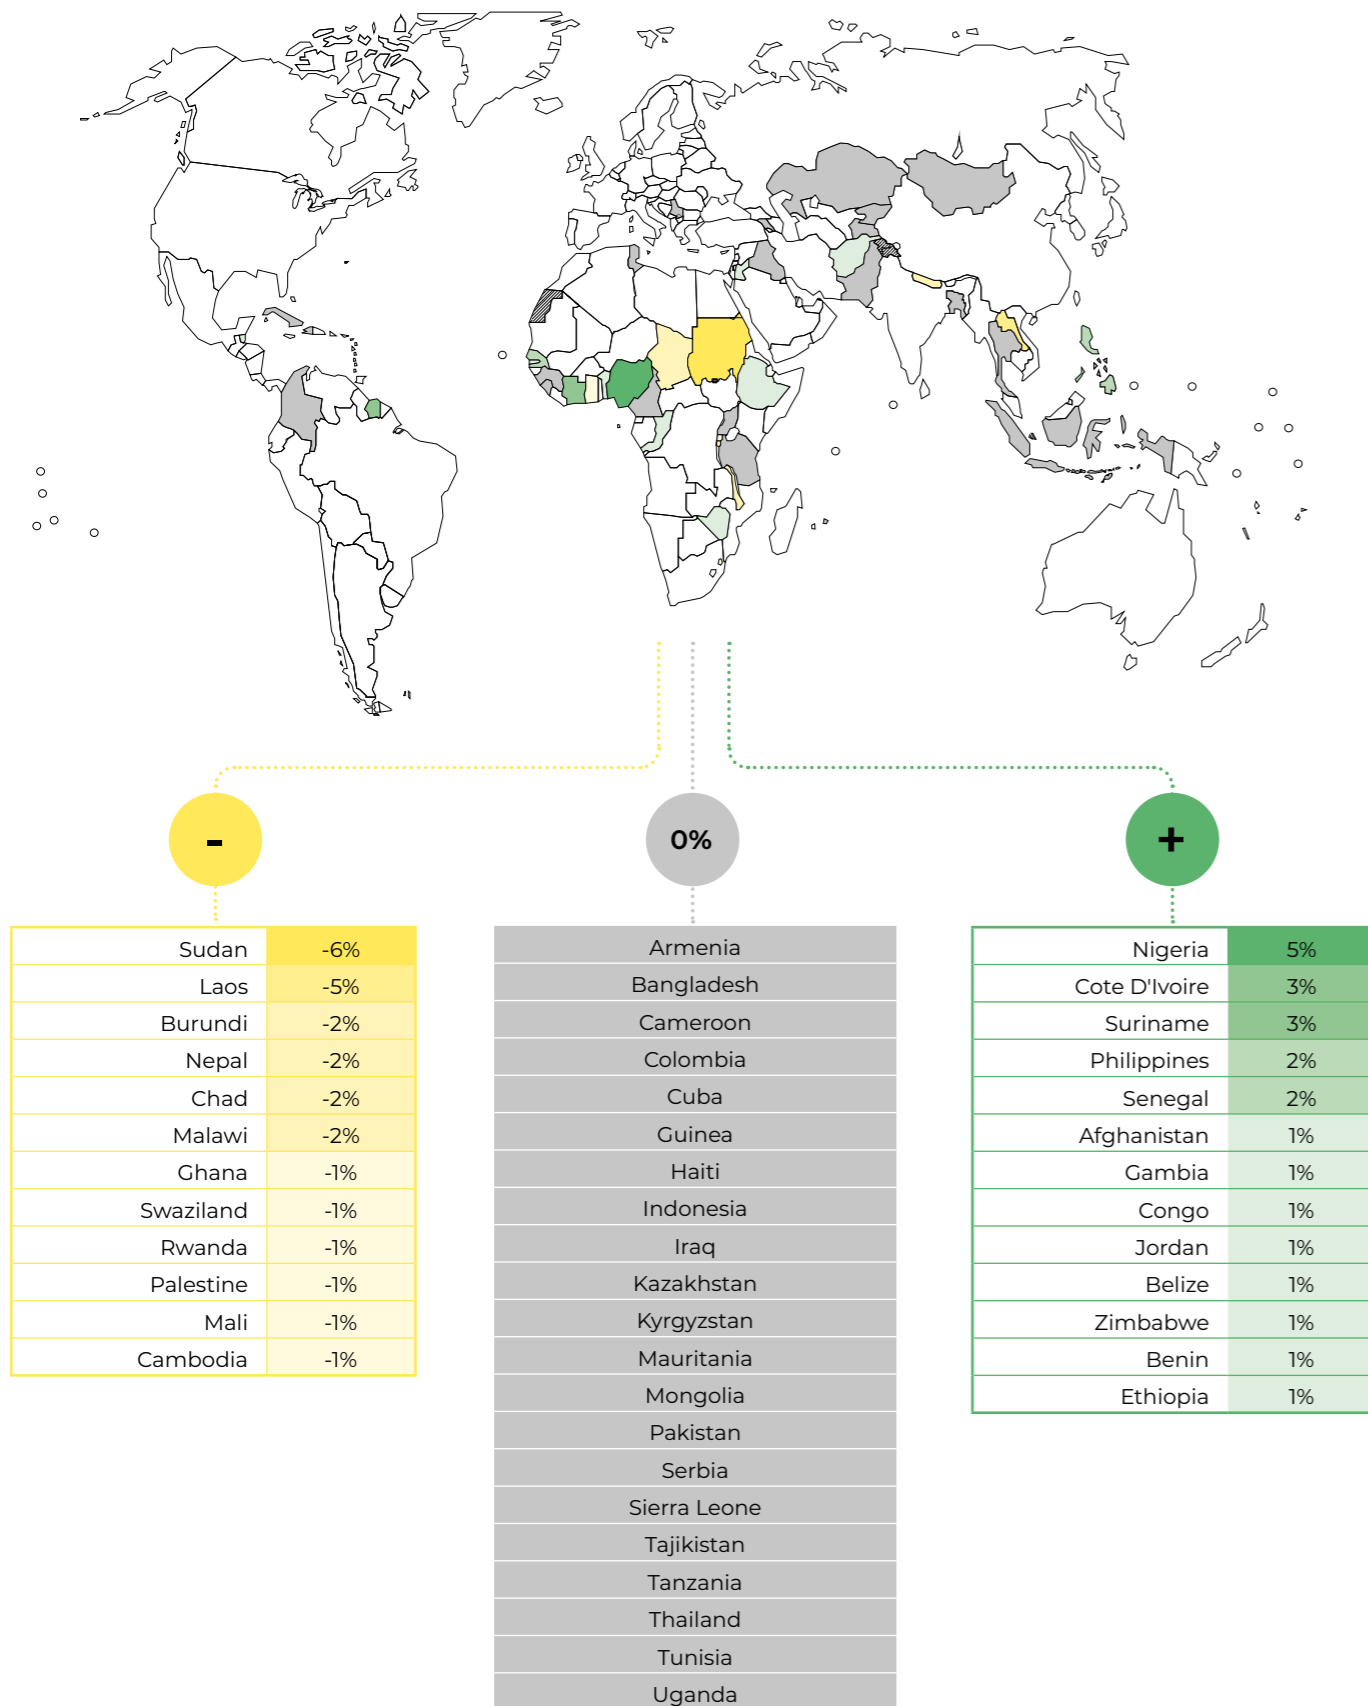 -
0%
+
Sudan -6%
Laos -5%
Burundi -2%
Nepal -2%
Chad -2%
Malawi -2%
Ghana -1%
Swaziland -1%
Rwanda -1%
Palestine -1%
Mali -1%
Cambodia -1%
Armenia
Bangladesh
Cameroon
Colombia
Cuba
Guinea
Haiti
Indonesia
Iraq
Kazakhstan
Kyrgyzstan
Mauritania
Mongolia
Pakistan
Serbia
Sierra Leone
Tajikistan
Tanzania
Thailand
Tunisia
Uganda
Nigeria 5%
Cote D'Ivoire 3%
Suriname 3%
Philippines 2%
Senegal 2%
Afghanistan 1%
Gambia 1%
Congo 1%
Jordan 1%
Belize 1%
Zimbabwe 1%
Benin 1%
Ethiopia 1%